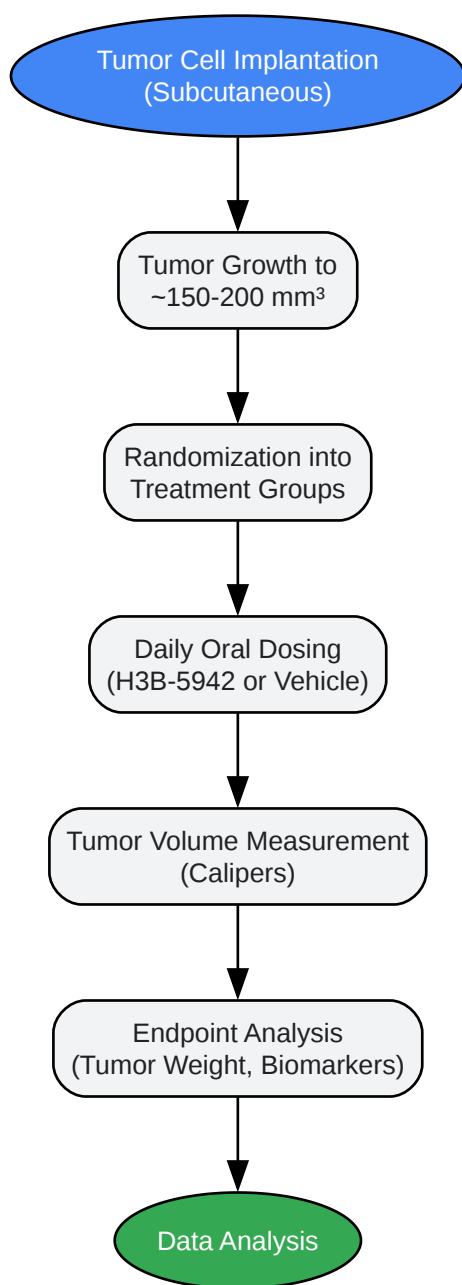 Tumor Cell Implantation
(Subcutaneous)
Tumor Growth to
~150-200 mm³
Randomization into
Treatment Groups
Daily Oral Dosing
(H3B-5942 or Vehicle)
Tumor Volume Measurement
(Calipers)
Endpoint Analysis
(Tumor Weight, Biomarkers)
Data Analysis